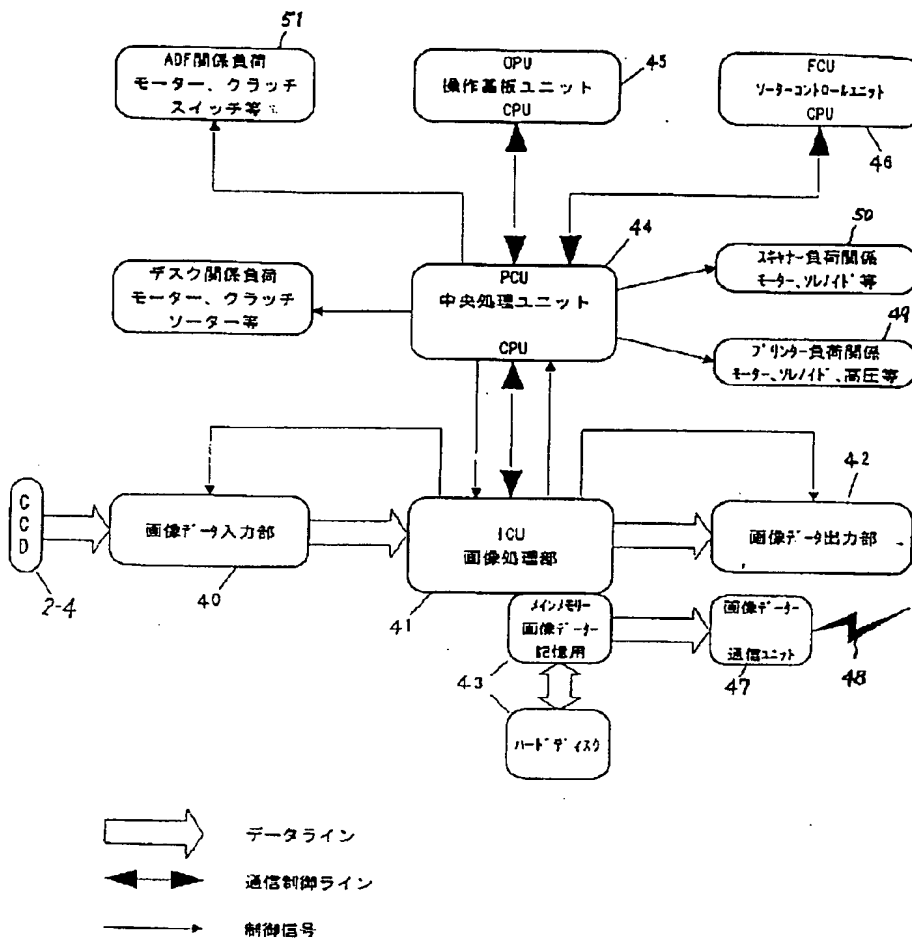 51
ADF関係負荷
モーター、クラッチ
スイッチ等
OPU
操作基板ユニット
CPU
45
FCU
ソーターコントロールユニット
CPU
46
44
PCU
中央処理ユニット
CPU
デスク関係負荷
モーター、クラッチ
ソーター等
50
スキャナー負荷関係
モーター、ソレノイド等
49
プリンター負荷関係
モーター、ソレノイド、高圧等
CCD
2-4
画像データ入力部
40
ICU
画像処理部
41
42
画像データ出力部
メインメモリー
画像データー
記憶用
43
画像データー
通信ユニット
47
48
ハードディスク
データライン
通信制御ライン
制御信号